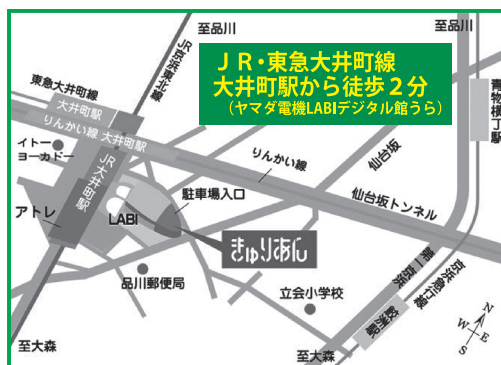 至品川
至品川
JR京浜東北線
JR・東急大井町線
大井町駅から徒歩2分
(ヤマダ電機LABIデジタル館うら)
東急大井町線
大井町駅
りんかい線 大井町駅
青物横丁駅
イトー
ヨーカドー
JR大井町駅
りんかい線
仙台坂
仙台坂トンネル
駐車場入口
アトレ
LABI
きゅりあん
第一京浜
京浜急行線
品川郵便局
立会小学校
鮫洲駅
N
W
E
S
至大森
至大森